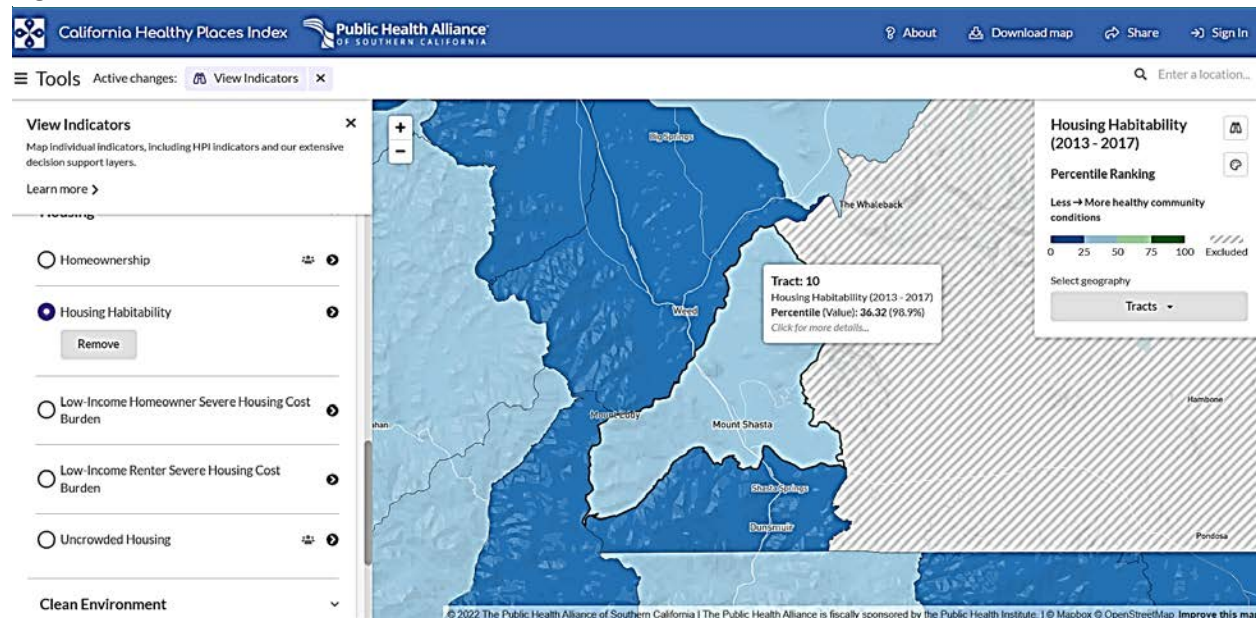 California Healthy Places Index
Public Health Alliance
OF SOUTHERN CALIFORNIA
About
Download map
Share
Sign In
Tools
Active changes:
View Indicators
Enter a location...
View Indicators
Map individual indicators, including HPI indicators and our extensive
decision support layers.
Learn more
Housing
Homeownership
Housing Habitability
Remove
Low-Income Homeowner Severe Housing Cost
Burden
Low-Income Renter Severe Housing Cost
Burden
Uncrowded Housing
Clean Environment
+
−
Big Springs
The Whaleback
Weed
Mount Eddy
Mount Shasta
Shasta Springs
Dunsmuir
Hambone
Pondosa
Tract: 10
Housing Habitability (2013 - 2017)
Percentile (Value): 36.32 (98.9%)
Click for more details...
Housing Habitability
(2013 - 2017)
Percentile Ranking
Less → More healthy community
conditions
0 25 50 75 100 Excluded
Select geography
Tracts
© 2022 The Public Health Alliance of Southern California | The Public Health Alliance is fiscally sponsored by the Public Health Institute. | © Mapbox © OpenStreetMap Improve this map